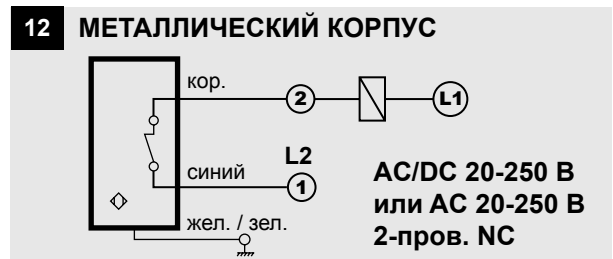 12 МЕТАЛЛИЧЕСКИЙ КОРПУС
кор.
2
L1
синий
L2
1
жел. / зел.
AC/DC 20-250 В
или AC 20-250 В
2-пров. NC